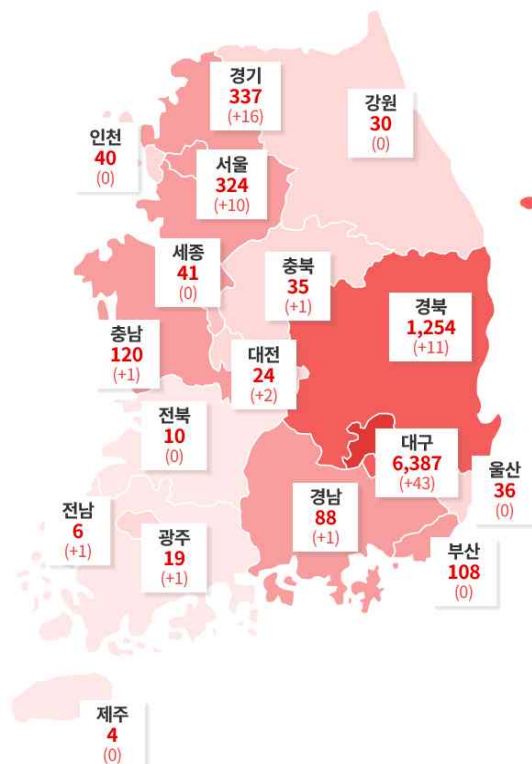 경기
337
(+16)
강원
30
(0)
인천
40
(0)
서울
324
(+10)
세종
41
(0)
충북
35
(+1)
경북
1,254
(+11)
충남
120
(+1)
대전
24
(+2)
전북
10
(0)
대구
6,387
(+43)
울산
36
(0)
경남
88
(+1)
전남
6
(+1)
광주
19
(+1)
부산
108
(0)
제주
4
(0)